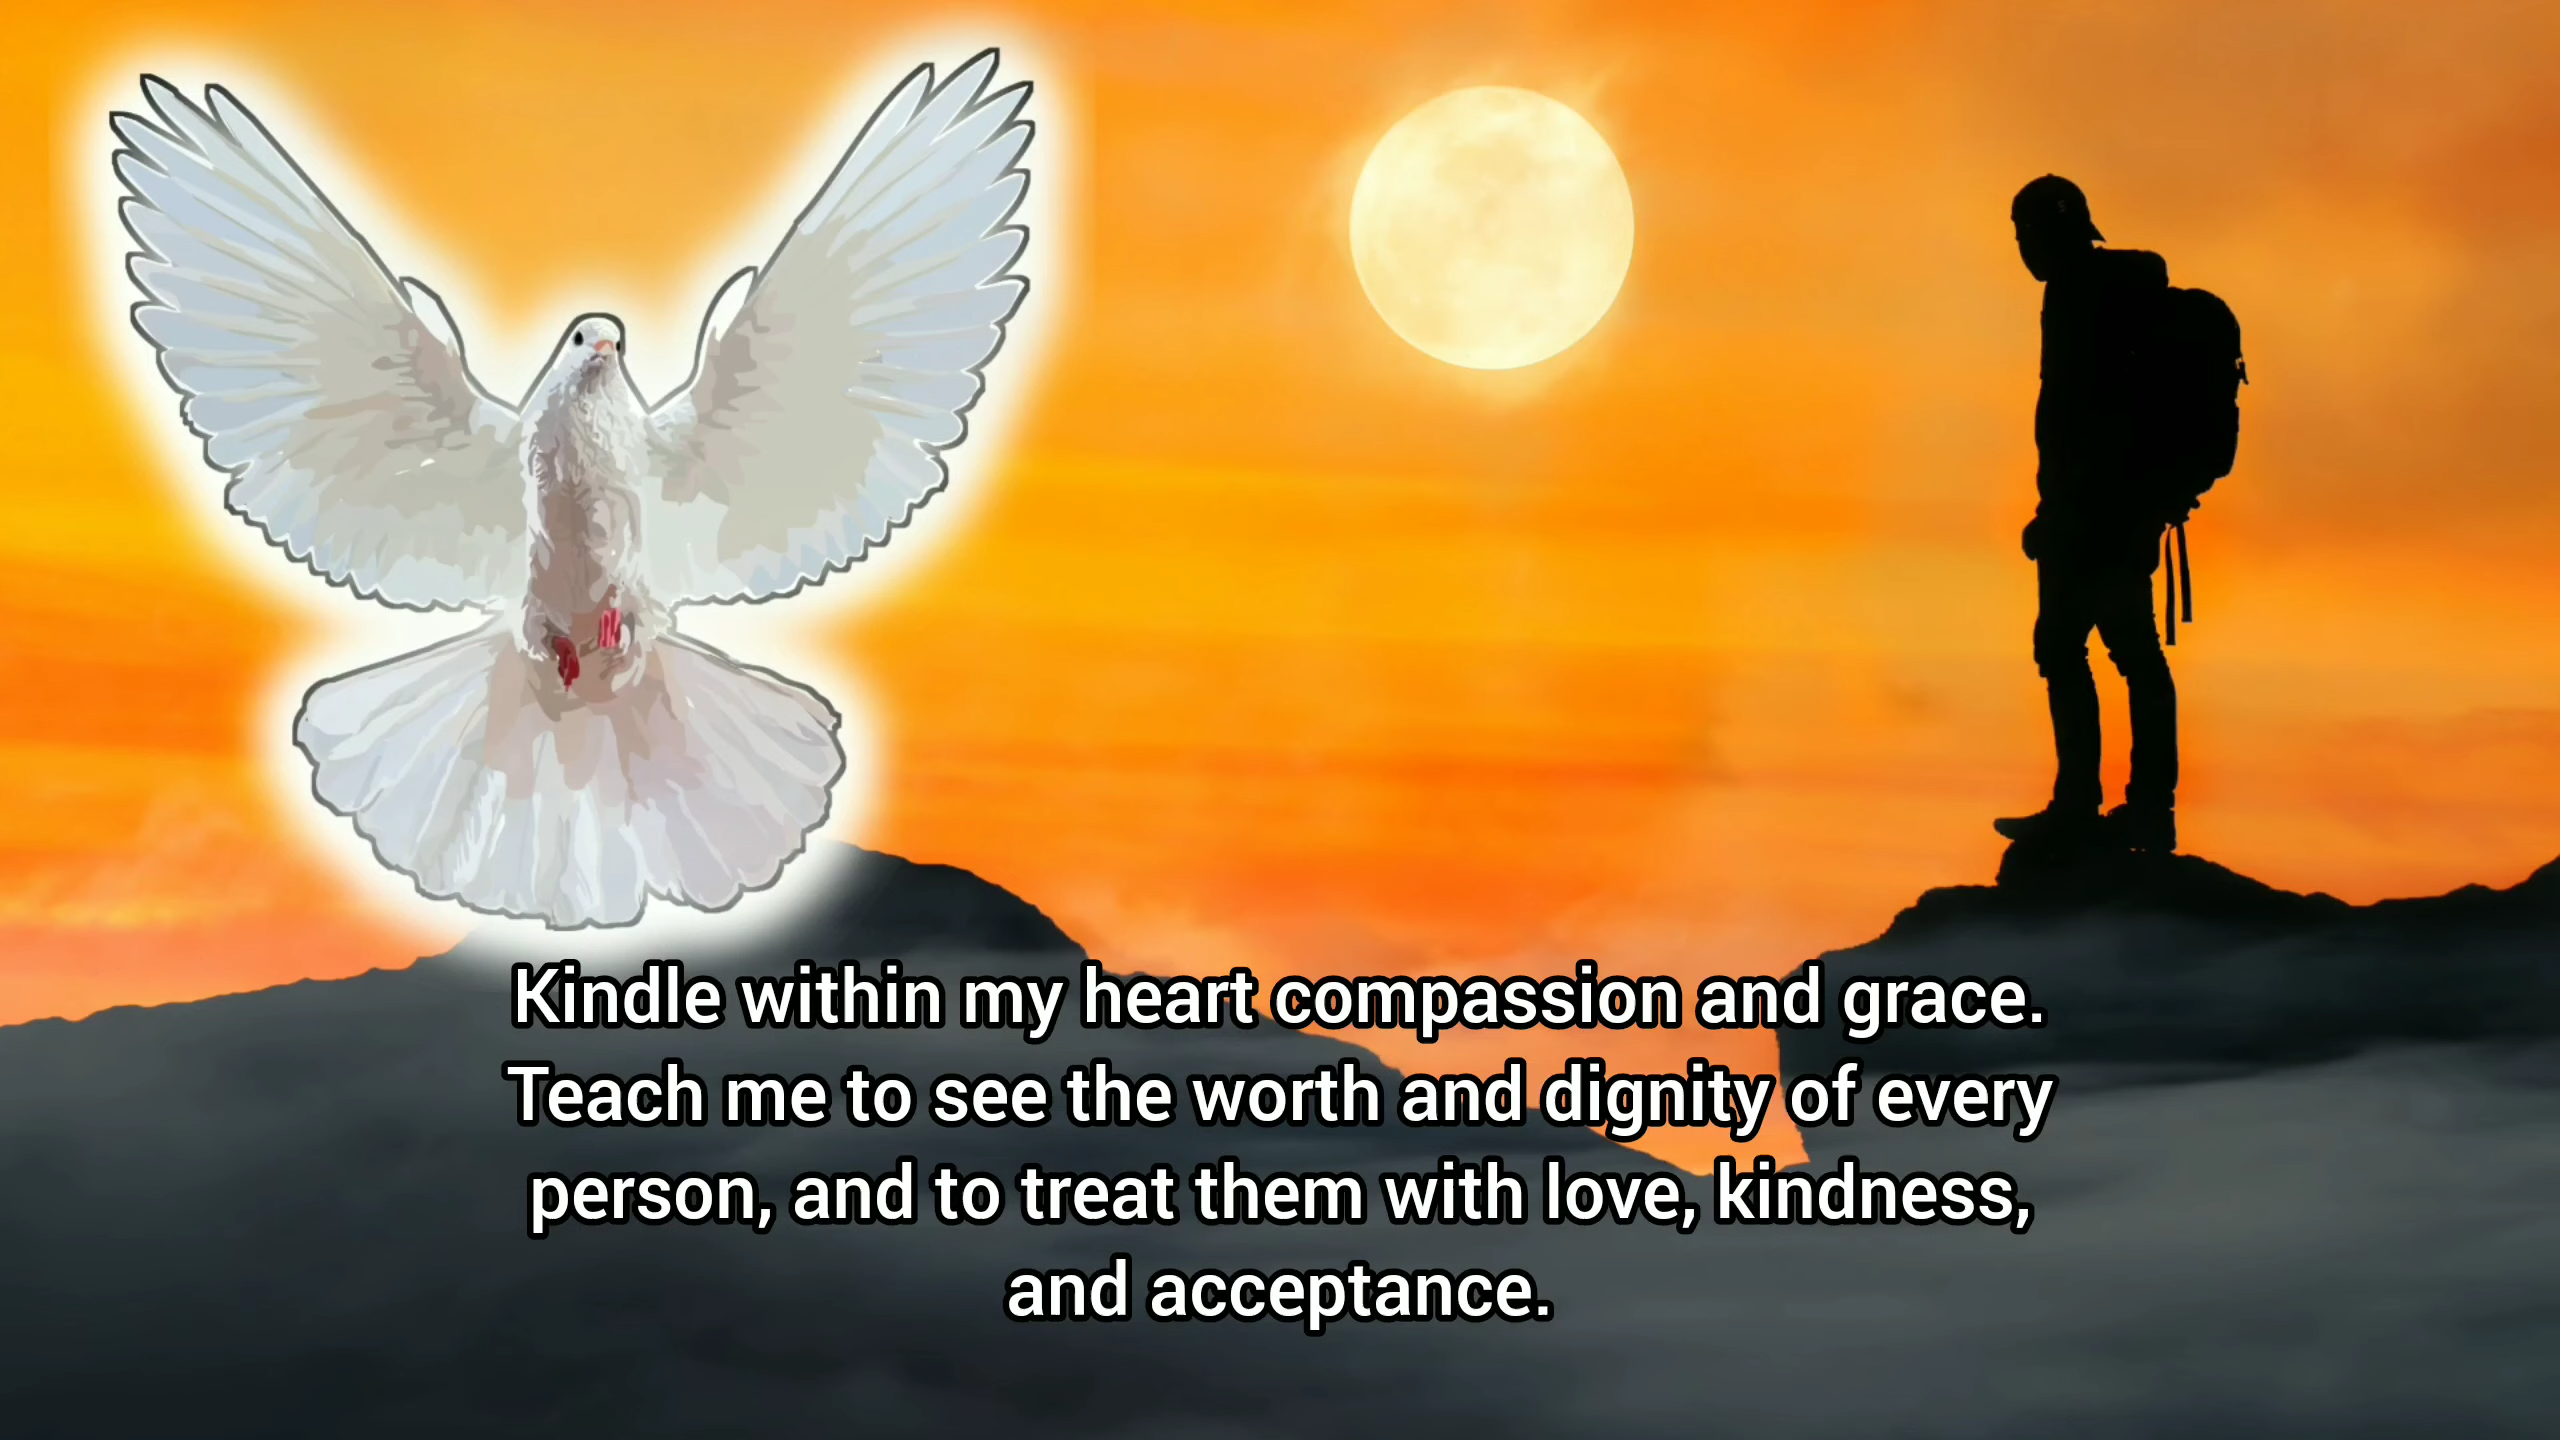 Kindle within my heart compassion and grace.
Teach me to see the worth and dignity of every
person, and to treat them with love, kindness,
and acceptance.